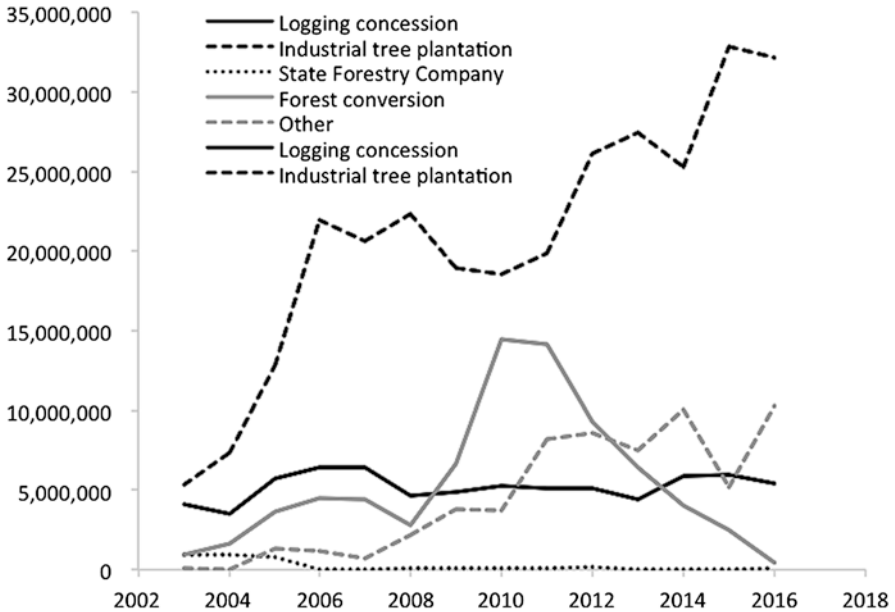 35,000,000
30,000,000
25,000,000
20,000,000
15,000,000
10,000,000
5,000,000
0
Logging concession
Industrial tree plantation
State Forestry Company
Forest conversion
Other
Logging concession
Industrial tree plantation
2002 2004 2006 2008 2010 2012 2014 2016 2018